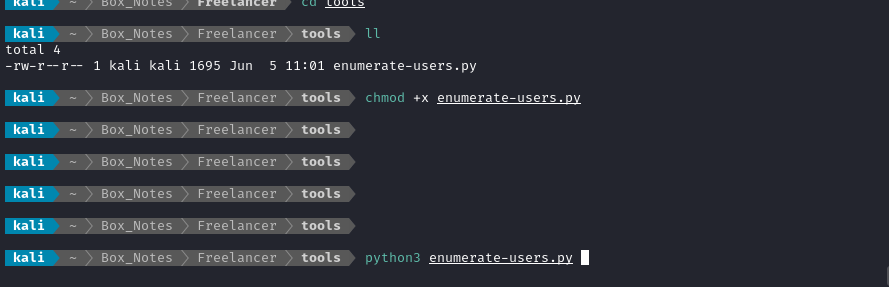 kali ~ Box_Notes Freelancer cd tools
kali ~ Box_Notes Freelancer tools ll
total 4
-rw-r--r-- 1 kali kali 1695 Jun  5 11:01 enumerate-users.py
kali ~ Box_Notes Freelancer tools chmod +x enumerate-users.py
kali ~ Box_Notes Freelancer tools
kali ~ Box_Notes Freelancer tools
kali ~ Box_Notes Freelancer tools
kali ~ Box_Notes Freelancer tools
kali ~ Box_Notes Freelancer tools python3 enumerate-users.py